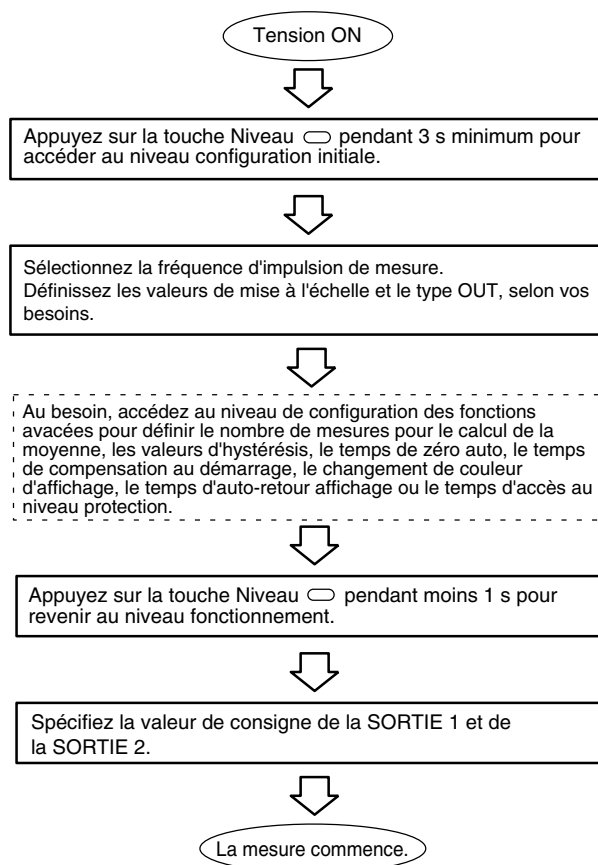 Tension ON
Appuyez sur la touche Niveau pendant 3 s minimum pour
accéder au niveau configuration initiale.
Sélectionnez la fréquence d'impulsion de mesure.
Définissez les valeurs de mise à l'échelle et le type OUT, selon vos
besoins.
Au besoin, accédez au niveau de configuration des fonctions
avacées pour définir le nombre de mesures pour le calcul de la
moyenne, les valeurs d'hystérésis, le temps de zéro auto, le temps
de compensation au démarrage, le changement de couleur
d'affichage, le temps d'auto-retour affichage ou le temps d'accès au
niveau protection.
Appuyez sur la touche Niveau pendant moins 1 s pour
revenir au niveau fonctionnement.
Spécifiez la valeur de consigne de la SORTIE 1 et de
la SORTIE 2.
La mesure commence.